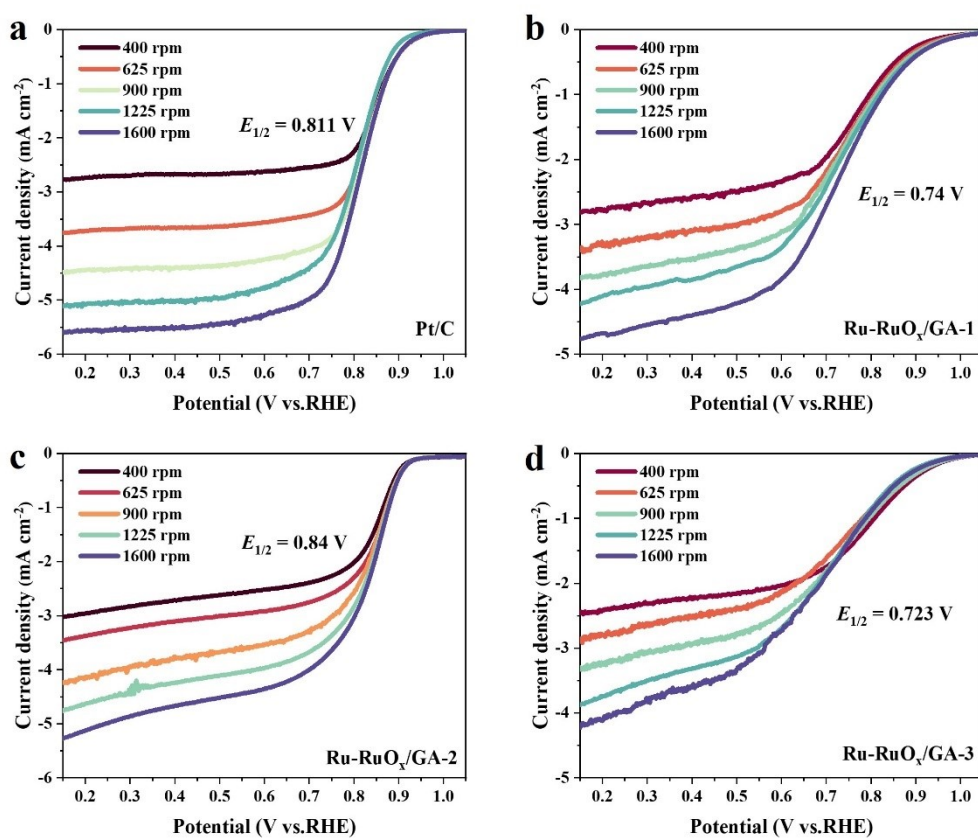 a
400 rpm
625 rpm
900 rpm
1225 rpm
1600 rpm
E1/2 = 0.811 V
Pt/C
0
-1
-2
-3
-4
-5
-6
0.2 0.3 0.4 0.5 0.6 0.7 0.8 0.9 1.0
Potential (V vs.RHE)
Current density (mA cm-2)
b
400 rpm
625 rpm
900 rpm
1225 rpm
1600 rpm
E1/2 = 0.74 V
Ru-RuOx/GA-1
0
-1
-2
-3
-4
-5
0.2 0.3 0.4 0.5 0.6 0.7 0.8 0.9 1.0
Potential (V vs.RHE)
Current density (mA cm-2)
c
400 rpm
625 rpm
900 rpm
1225 rpm
1600 rpm
E1/2 = 0.84 V
Ru-RuOx/GA-2
0
-1
-2
-3
-4
-5
-6
0.2 0.3 0.4 0.5 0.6 0.7 0.8 0.9 1.0
Potential (V vs.RHE)
Current density (mA cm-2)
d
400 rpm
625 rpm
900 rpm
1225 rpm
1600 rpm
E1/2 = 0.723 V
Ru-RuOx/GA-3
0
-1
-2
-3
-4
-5
0.2 0.3 0.4 0.5 0.6 0.7 0.8 0.9 1.0
Potential (V vs.RHE)
Current density (mA cm-2)